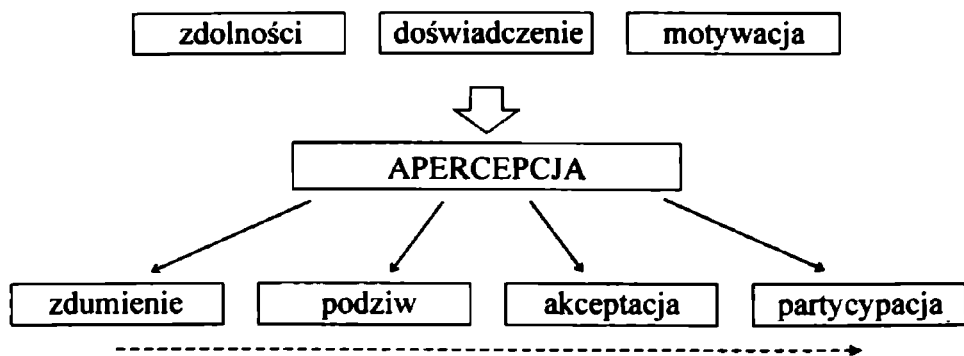 zdolności doświadczenie motywacja
APERCEPCJA
zdumienie podziw akceptacja partycypacja